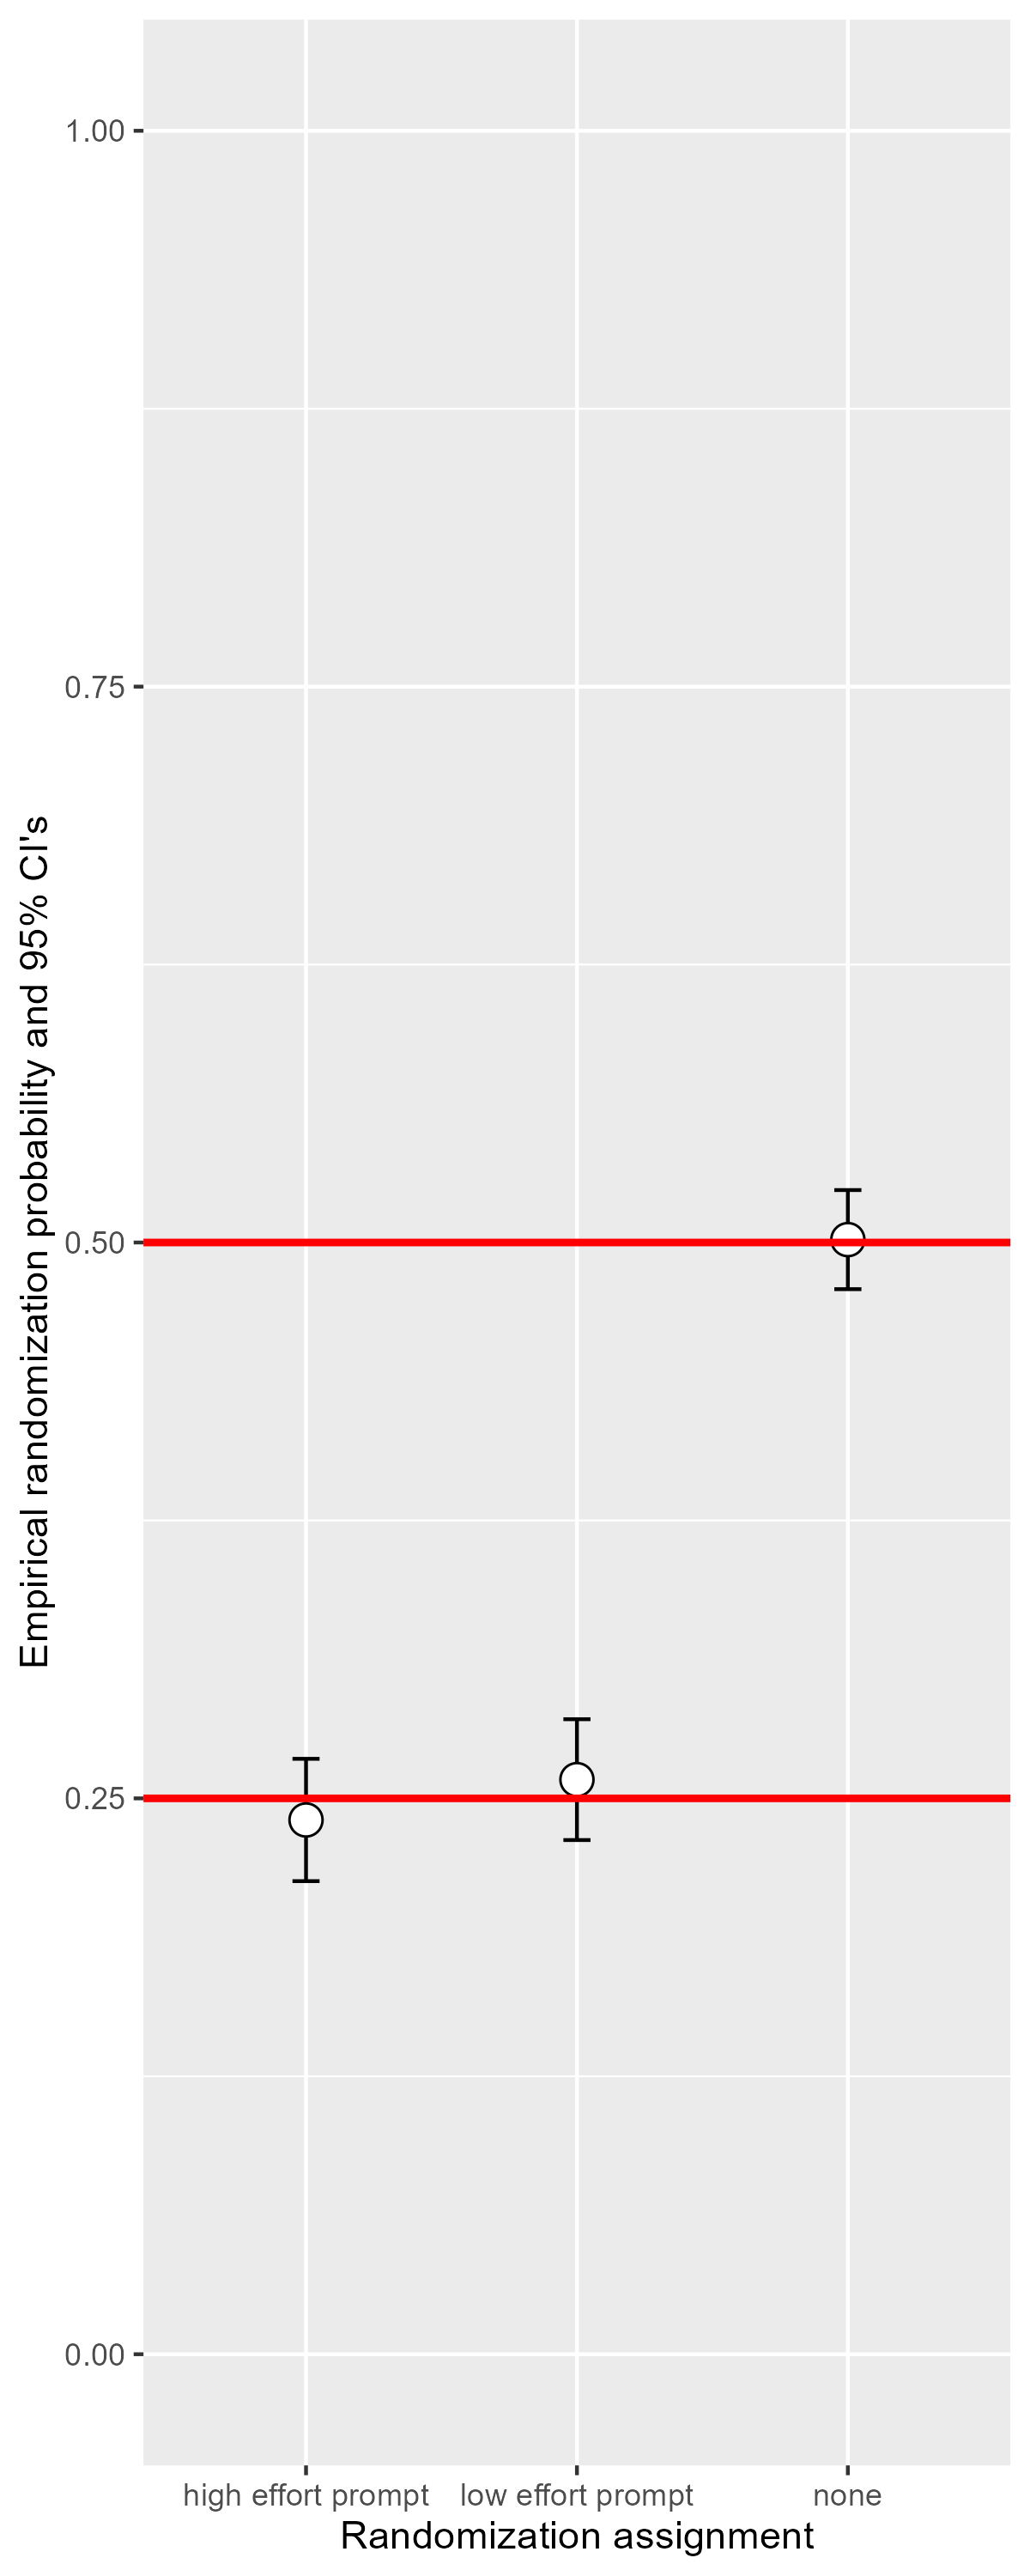 Empirical randomization probability and 95% CI's
1.00
0.75
0.50
0.25
0.00
high effort prompt
low effort prompt
none
Randomization assignment